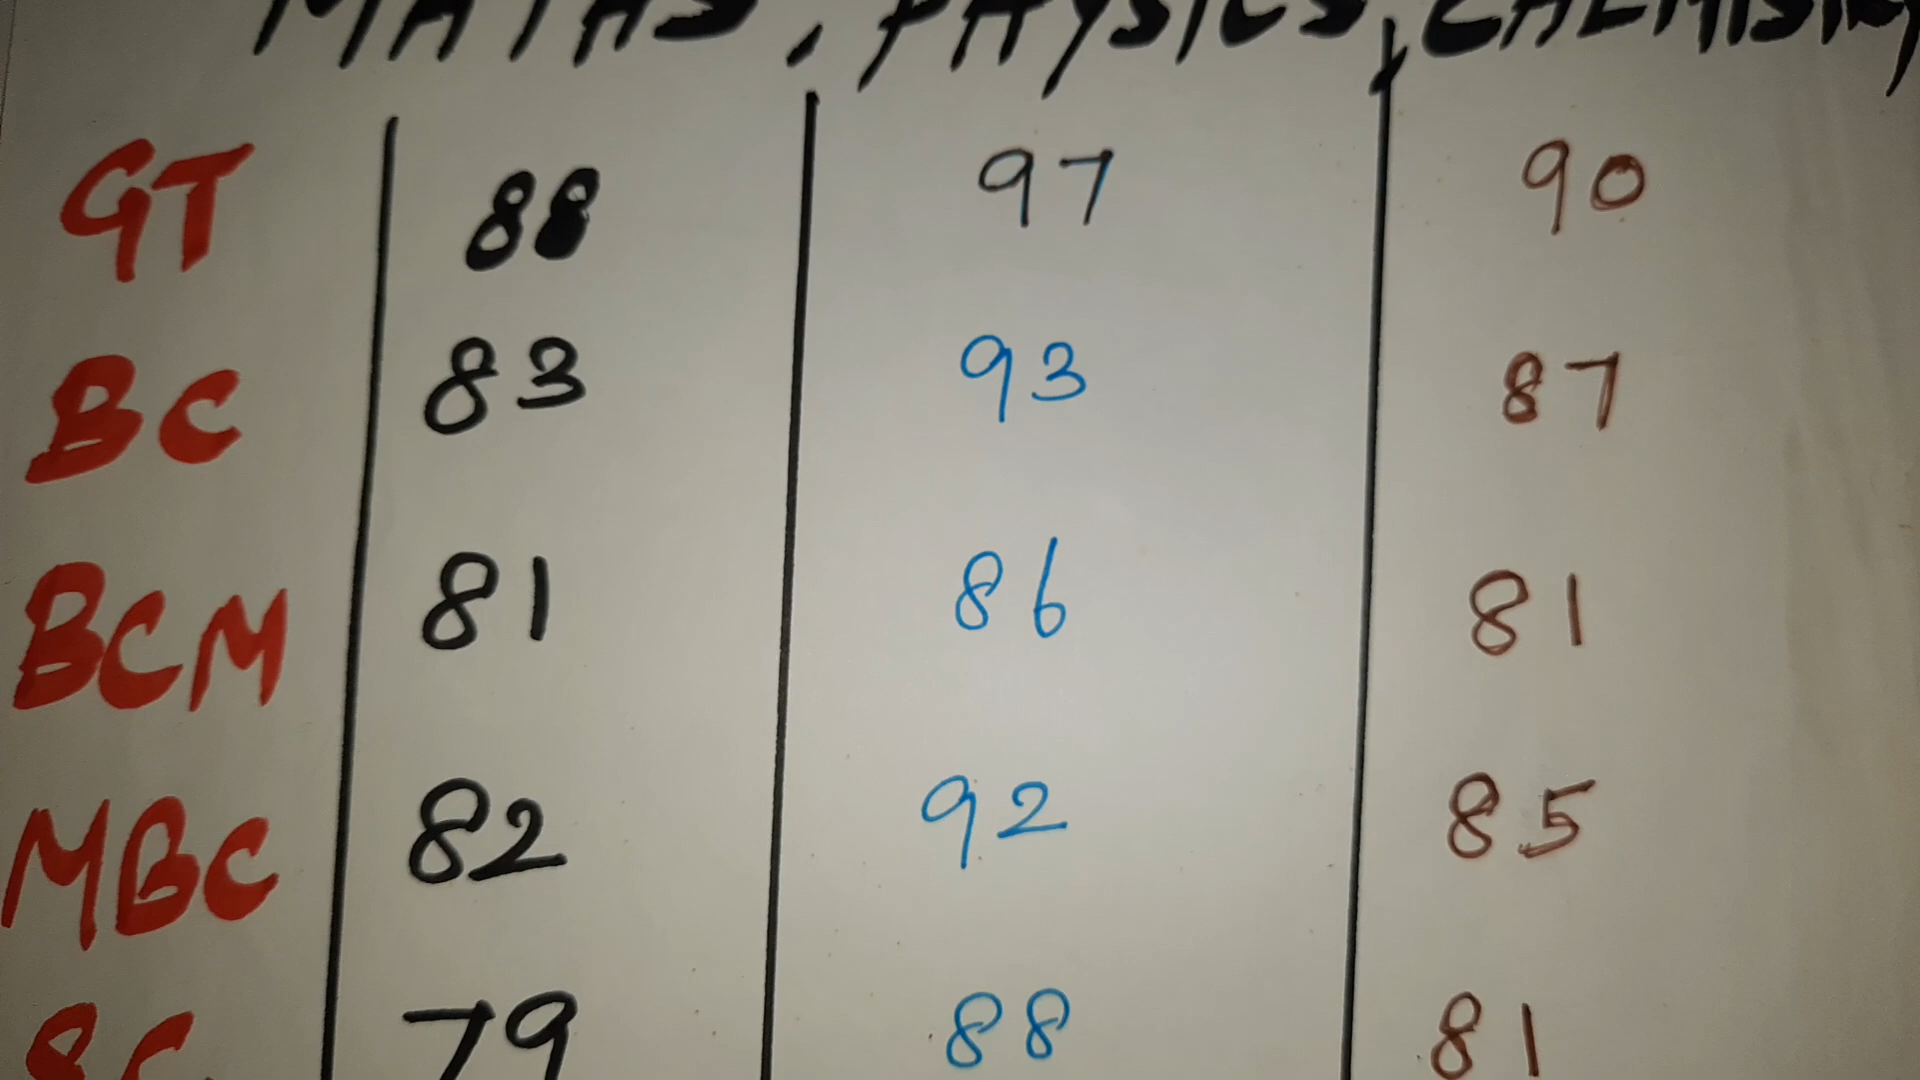 MATHS, PHYSICS, CHEMISTRY
GT 88 97 90
BC 83 93 87
BCM 81 86 81
MBC 82 92 85
SC 79 88 81